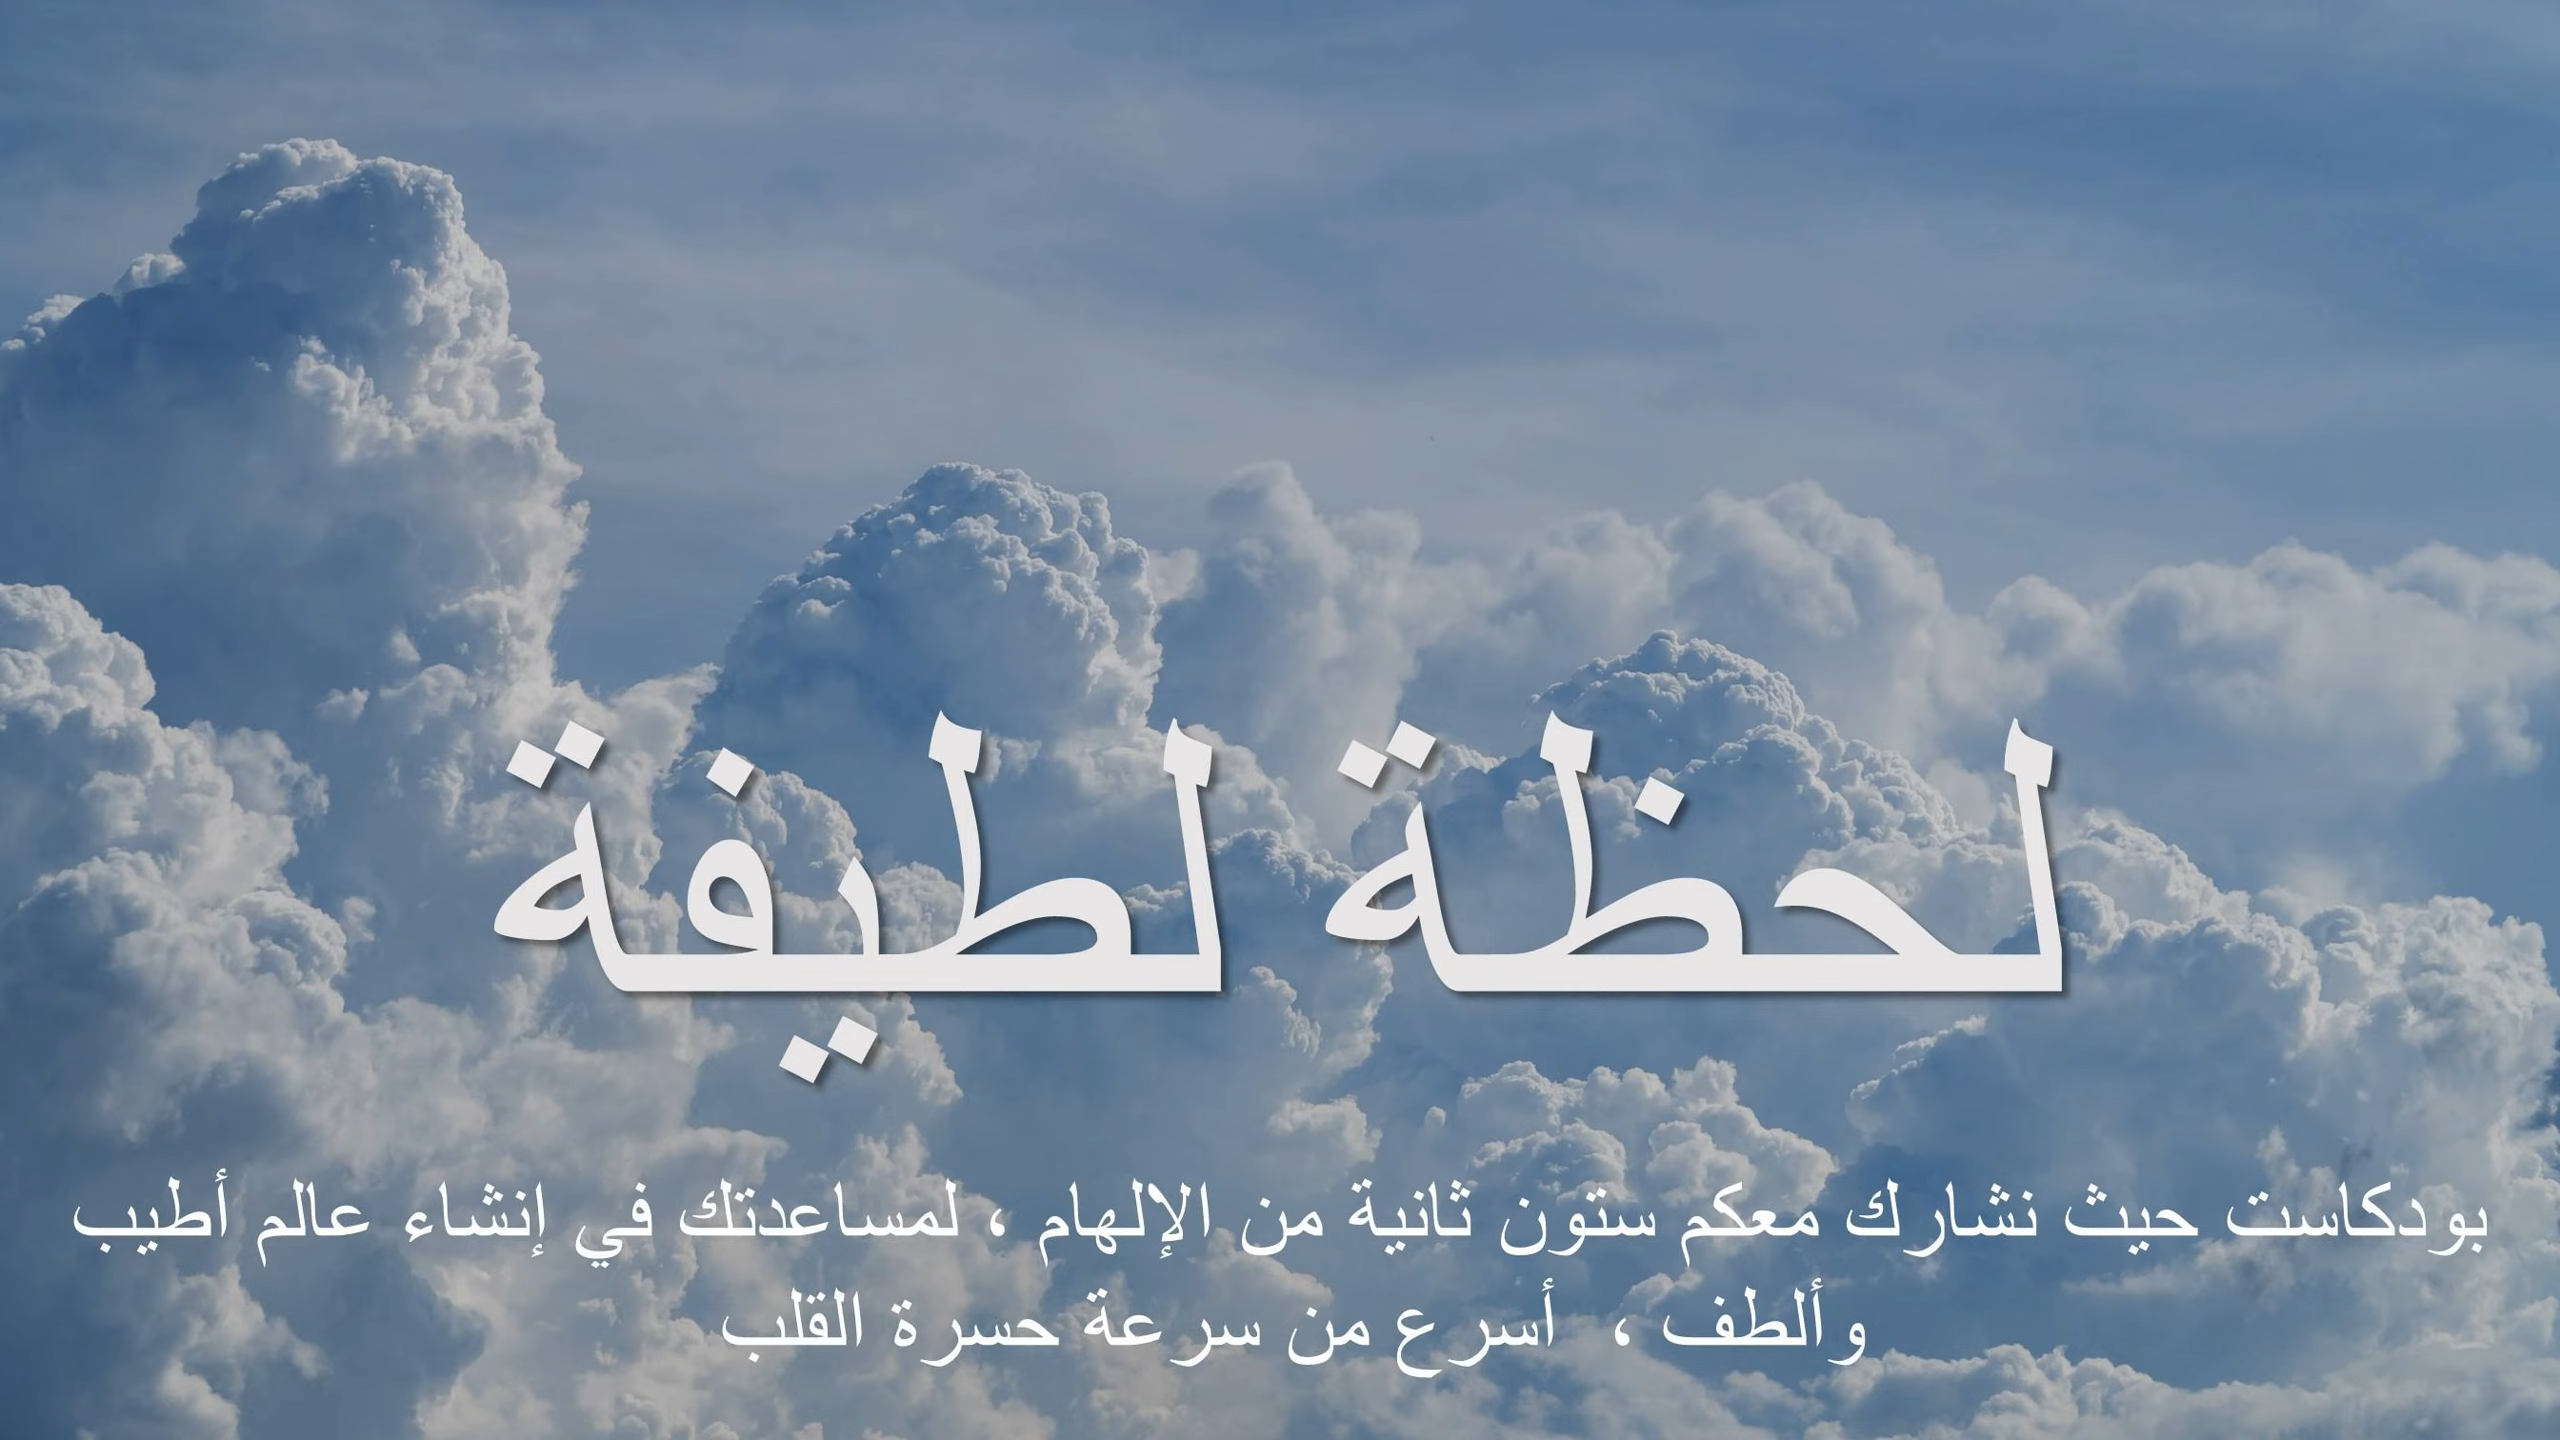 لحظة لطيفة
بودكاست حيث نشارك معكم ستون ثانية من الإلهام ، لمساعدتك في إنشاء عالم أطيب
وألطف ، أسرع من سرعة حسرة القلب